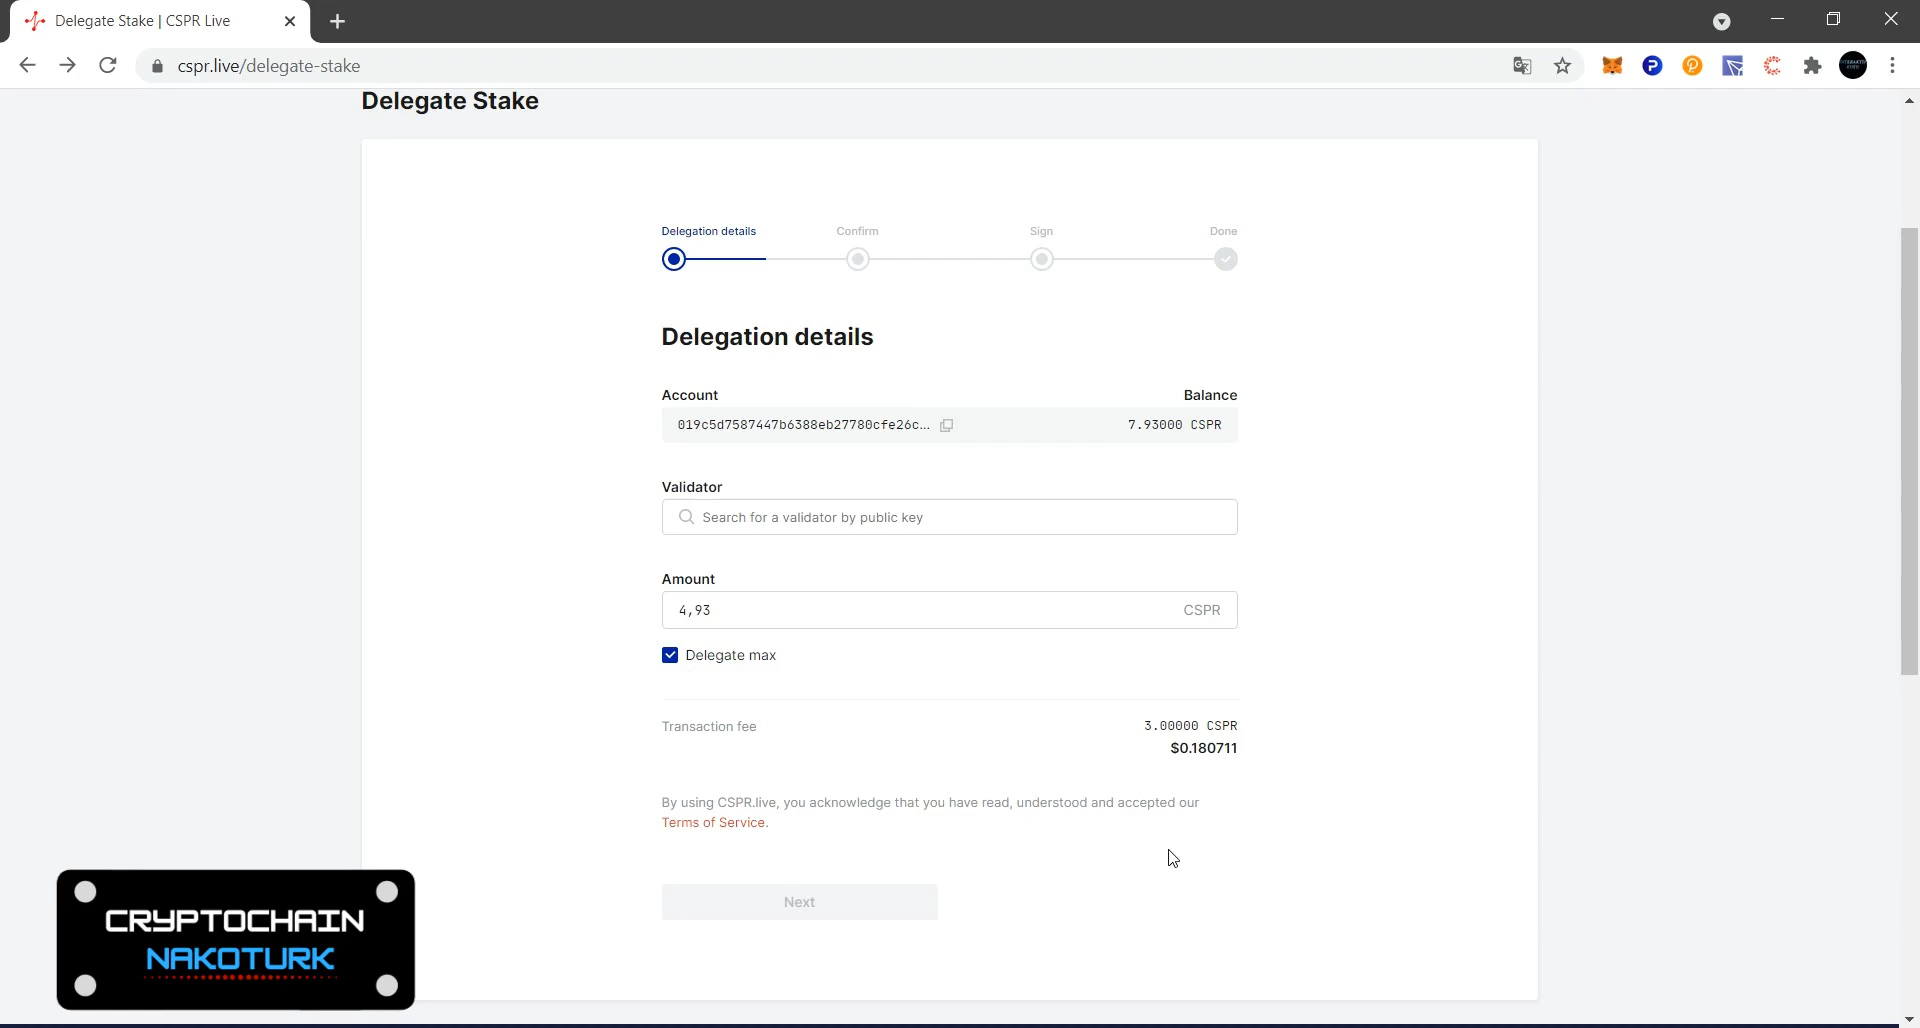 Delegate Stake | CSPR Live
cspr.live/delegate-stake
Delegate Stake
Delegation details
Confirm
Sign
Done
Delegation details
Account
Balance
019c5d7587447b6388eb27780cfe26c...
7.93000 CSPR
Validator
Search for a validator by public key
Amount
4,93
CSPR
Delegate max
Transaction fee
3.00000 CSPR
$0.180711
By using CSPR.live, you acknowledge that you have read, understood and accepted our
Terms of Service.
Next
CRYPTOCHAIN
NAKOTURK